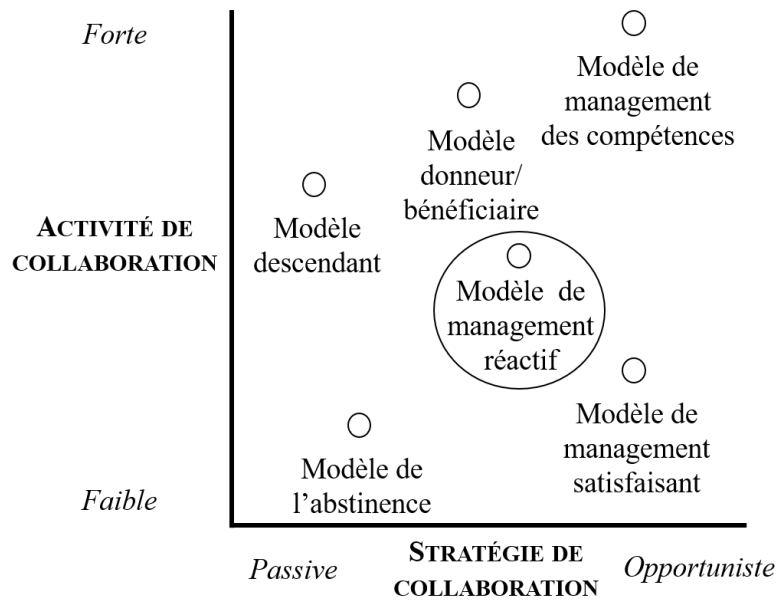 Forte
Modèle de
management
des compétences
Modèle
donneur/
bénéficiaire
ACTIVITÉ DE
COLLABORATION
Modèle
descendant
Modèle de
management
réactif
Modèle de
management
satisfaisant
Modèle de
l’abstinence
Faible
Passive
STRATÉGIE DE
COLLABORATION
Opportuniste